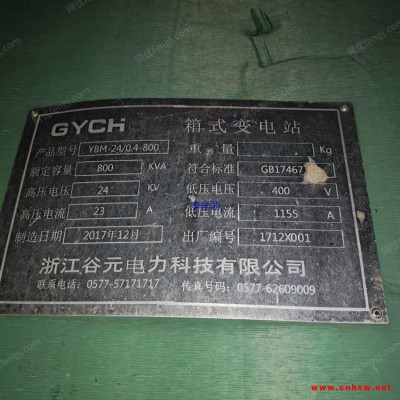 GYCH 箱式变电站
产品型号 YBM-24/0.4-800 重量 Kg
额定容量 800 KVA 符合标准 GB17467
高压电压 24 KV 低压电压 400 V
高压电流 23 A 低压电流 1155 A
制造日期 2017年12月 出厂编号 1712X001
浙江谷元电力科技有限公司
联系电话: 0577-57171717 传真号码: 0577-62609009
www.cnhsw.net